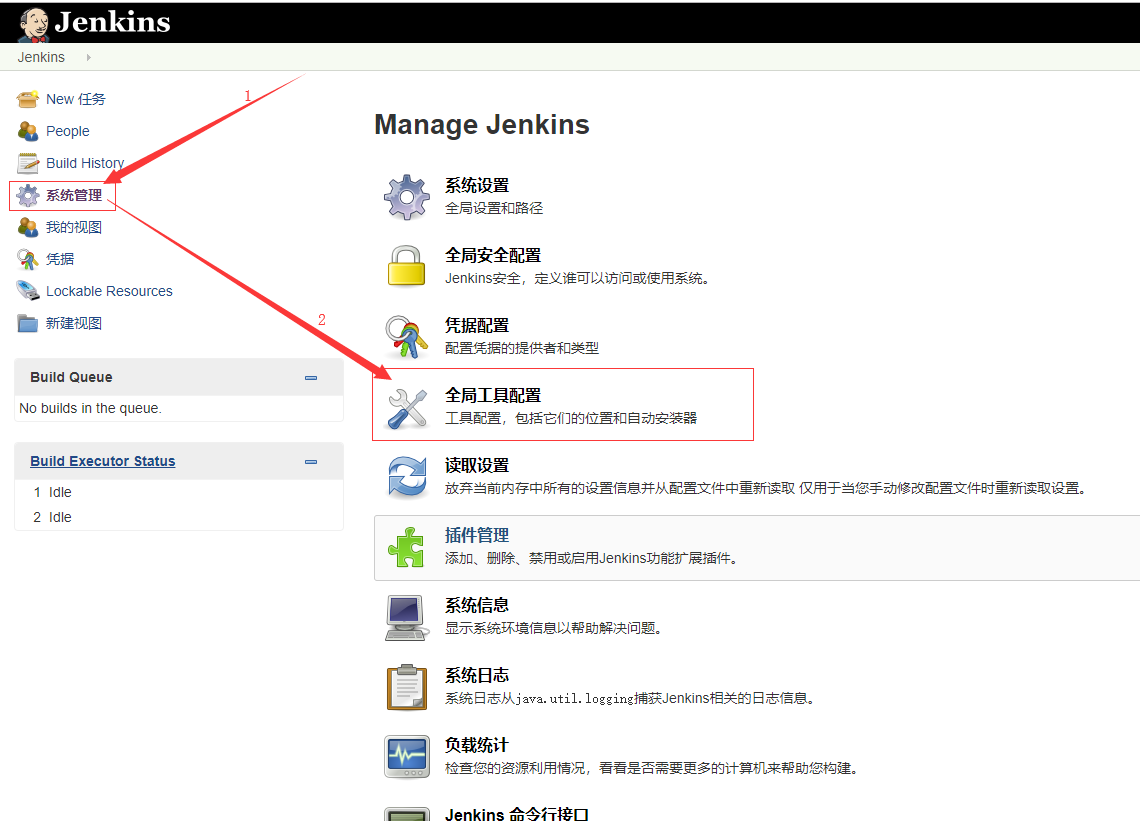 Jenkins
Jenkins
New 任务
People
Build History
系统管理
我的视图
凭据
Lockable Resources
新建视图
Build Queue
No builds in the queue.
Build Executor Status
1 Idle
2 Idle
1
2
Manage Jenkins
系统设置
全局设置和路径
全局安全配置
Jenkins安全，定义谁可以访问或使用系统。
凭据配置
配置凭据的提供者和类型
全局工具配置
工具配置，包括它们的位置和自动安装器
读取设置
放弃当前内存中所有的设置信息并从配置文件中重新读取 仅用于当您手动修改配置文件时重新读取设置。
插件管理
添加、删除、禁用或启用Jenkins功能扩展插件。
系统信息
显示系统环境信息以帮助解决问题。
系统日志
系统日志从java.util.logging捕获Jenkins相关的日志信息。
负载统计
检查您的资源利用情况，看看是否需要更多的计算机来帮助您构建。
Jenkins 命令行接口